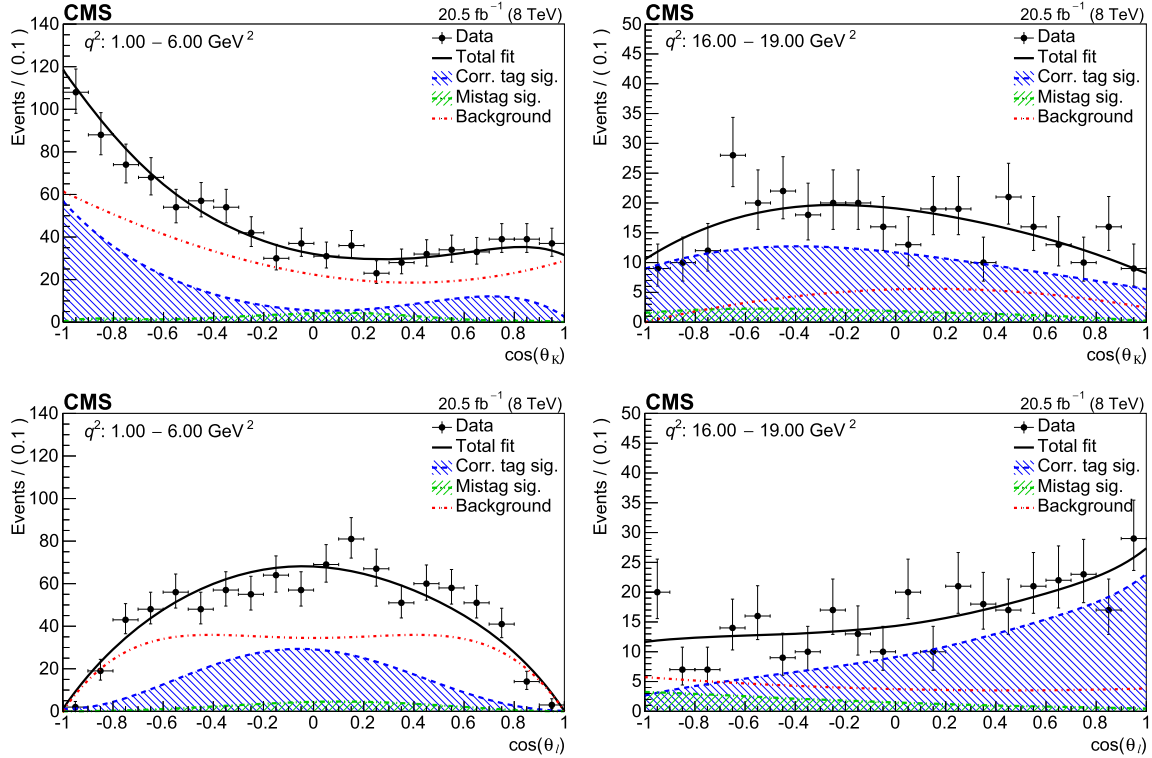 CMS 20.5 fb⁻¹ (8 TeV)
q²: 1.00 − 6.00 GeV²
Data
Total fit
Corr. tag sig.
Mistag sig.
Background
Events / ( 0.1 )
140
120
100
80
60
40
20
0
-1 -0.8 -0.6 -0.4 -0.2 0 0.2 0.4 0.6 0.8 1
cos(θ_K)
CMS 20.5 fb⁻¹ (8 TeV)
q²: 16.00 − 19.00 GeV²
Data
Total fit
Corr. tag sig.
Mistag sig.
Background
Events / ( 0.1 )
50
45
40
35
30
25
20
15
10
5
0
-1 -0.8 -0.6 -0.4 -0.2 0 0.2 0.4 0.6 0.8 1
cos(θ_K)
CMS 20.5 fb⁻¹ (8 TeV)
q²: 1.00 − 6.00 GeV²
Data
Total fit
Corr. tag sig.
Mistag sig.
Background
Events / ( 0.1 )
140
120
100
80
60
40
20
0
-1 -0.8 -0.6 -0.4 -0.2 0 0.2 0.4 0.6 0.8 1
cos(θ_l)
CMS 20.5 fb⁻¹ (8 TeV)
q²: 16.00 − 19.00 GeV²
Data
Total fit
Corr. tag sig.
Mistag sig.
Background
Events / ( 0.1 )
50
45
40
35
30
25
20
15
10
5
0
-1 -0.8 -0.6 -0.4 -0.2 0 0.2 0.4 0.6 0.8 1
cos(θ_l)